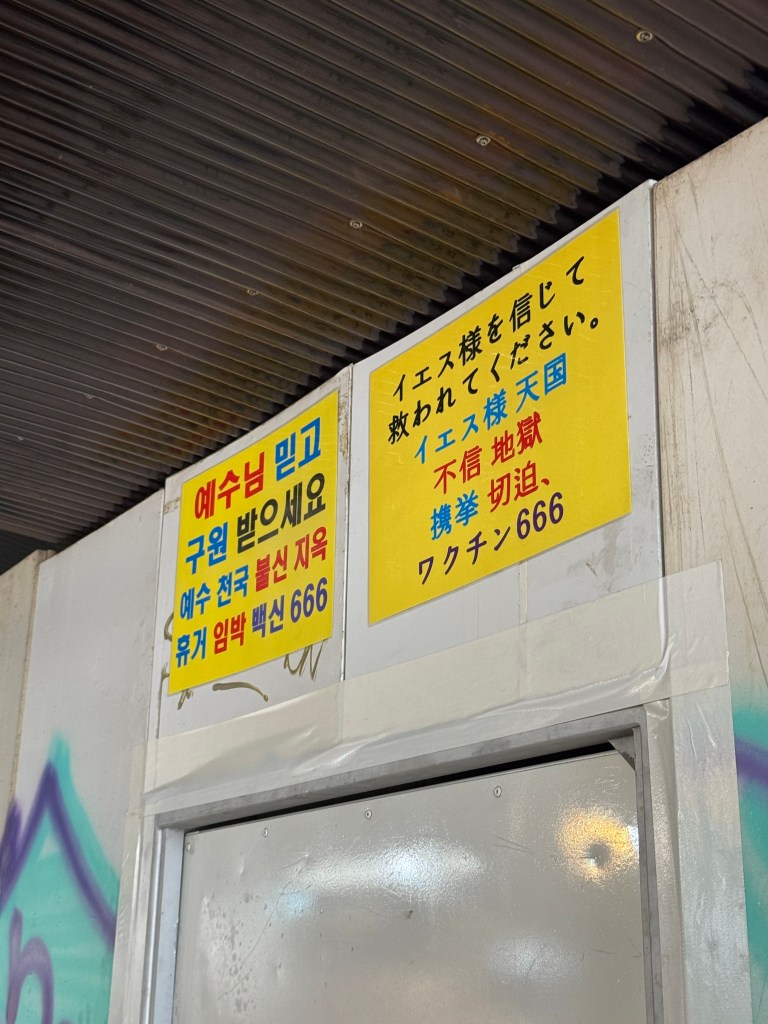 예수님 믿고
구원 받으세요
예수 천국 불신 지옥
휴거 임박 백신 666
イエス様を信じて
救われてください。
イエス様 天国
不信 地獄
携挙 切迫、
ワクチン666